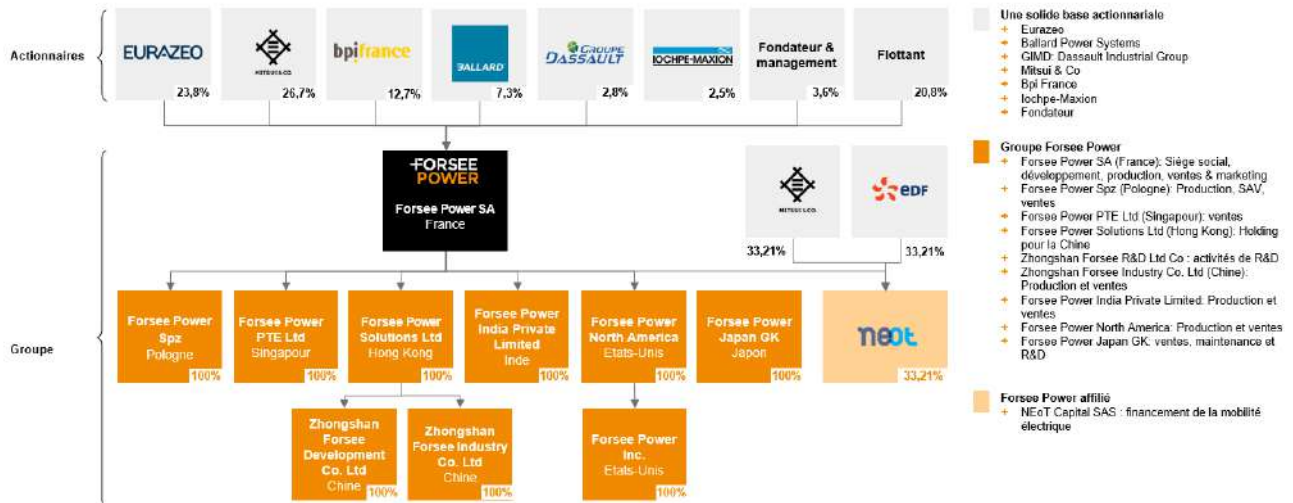 Actionnaires
EURAZEO
23,8%
MITSUI & CO.
26,7%
bpifrance
12,7%
BALLARD
7,3%
GROUPE
DASSAULT
2,8%
IOCHPE-MAXION
2,5%
Fondateur &
management
3,6%
Flottant
20,8%
FORSEE
POWER
Forsee Power SA
France
MITSUI & CO.
33,21%
EDF
33,21%
Groupe
Forsee Power
Spz
Pologne
100%
Forsee Power
PTE Ltd
Singapour
100%
Forsee Power
Solutions Ltd
Hong Kong
100%
Forsee Power
India Private
Limited
Inde
100%
Forsee Power
North America
Etats-Unis
100%
Forsee Power
Japan GK
Japon
100%
neot
33,21%
Zhongshan
Forsee
Development
Co. Ltd
Chine
100%
Zhongshan
Forsee Industry
Co. Ltd
Chine
100%
Forsee Power
Inc.
Etats-Unis
100%
Une solide base actionnariale
+ Eurazeo
+ Ballard Power Systems
+ GIMD: Dassault Industrial Group
+ Mitsui & Co
+ Bpi France
+ Iochpe-Maxion
+ Fondateur
Groupe Forsee Power
+ Forsee Power SA (France): Siège social,
développement, production, ventes & marketing
+ Forsee Power Spz (Pologne): Production, SAV,
ventes
+ Forsee Power PTE Ltd (Singapour): ventes
+ Forsee Power Solutions Ltd (Hong Kong): Holding
pour la Chine
+ Zhongshan Forsee R&D Ltd Co : activités de R&D
+ Zhongshan Forsee Industry Co. Ltd (Chine):
Production et ventes
+ Forsee Power India Private Limited: Production et
ventes
+ Forsee Power North America: Production et ventes
+ Forsee Power Japan GK: ventes, maintenance et
R&D
Forsee Power affilié
+ NEoT Capital SAS : financement de la mobilité
électrique